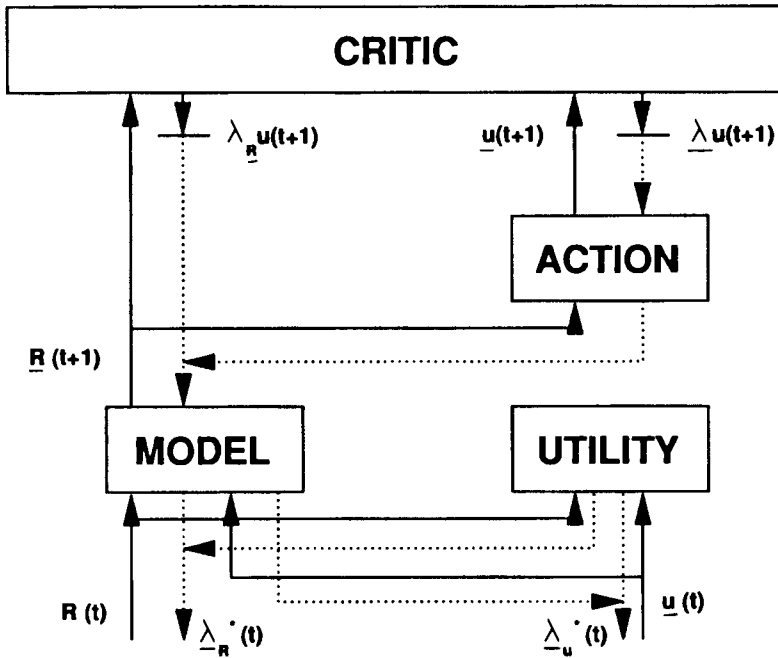 CRITIC
λ_R u(t+1)
u(t+1)
λ u(t+1)
ACTION
R (t+1)
MODEL
UTILITY
R (t)
λ_R * (t)
λ_u * (t)
u (t)